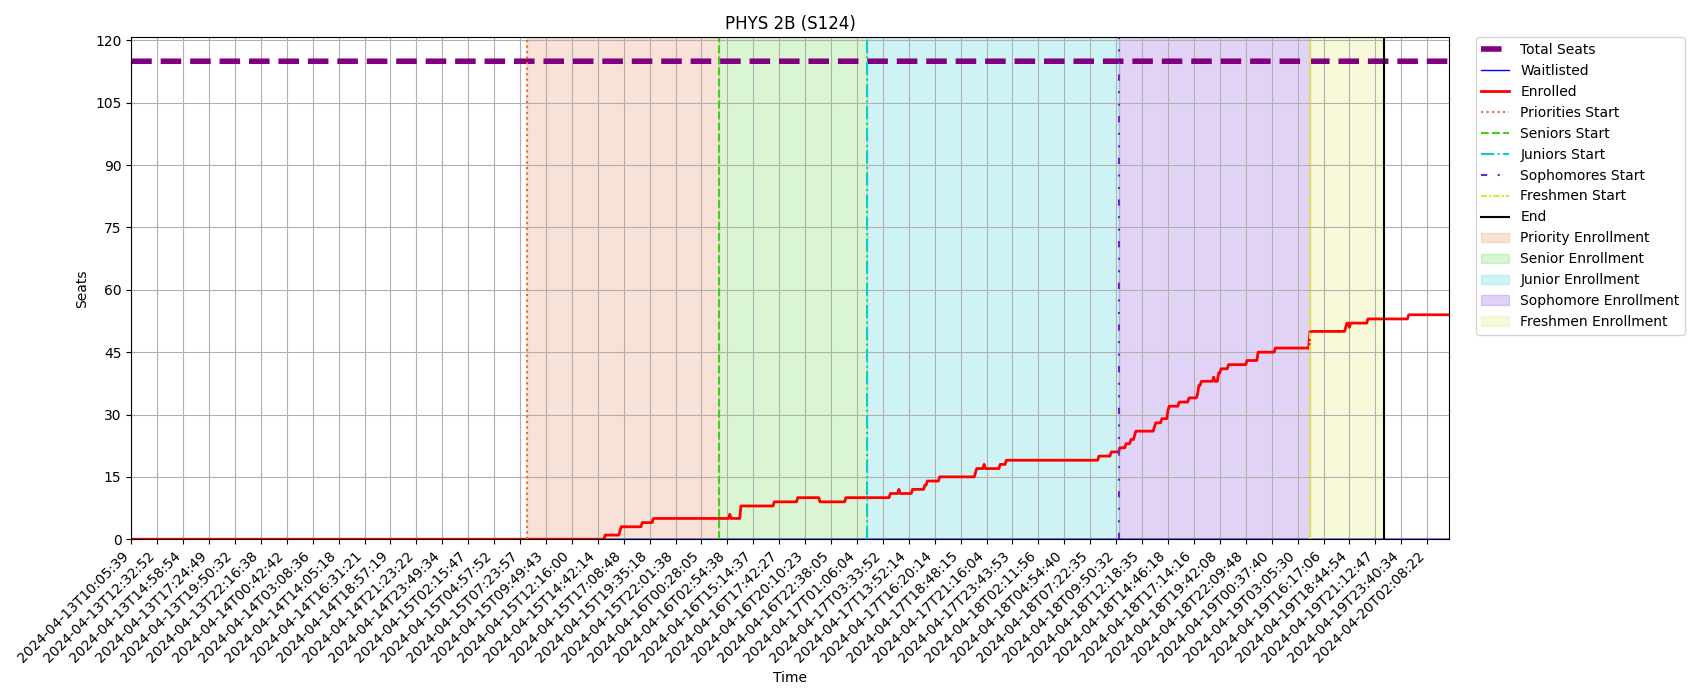 PHYS 2B (S124)
120
105
90
75
60
45
30
15
0
Seats
2024-04-13T10:05:39
2024-04-13T12:32:52
2024-04-13T14:58:54
2024-04-13T17:24:49
2024-04-13T19:50:32
2024-04-13T22:16:38
2024-04-14T00:42:42
2024-04-14T03:08:36
2024-04-14T14:05:18
2024-04-14T16:31:21
2024-04-14T18:57:19
2024-04-14T21:23:22
2024-04-14T23:49:34
2024-04-15T02:15:47
2024-04-15T04:57:52
2024-04-15T07:23:57
2024-04-15T09:49:43
2024-04-15T12:16:00
2024-04-15T14:42:14
2024-04-15T17:08:48
2024-04-15T19:35:18
2024-04-15T22:01:38
2024-04-16T00:28:05
2024-04-16T02:54:38
2024-04-16T15:14:37
2024-04-16T17:42:27
2024-04-16T20:10:23
2024-04-16T22:38:05
2024-04-17T01:06:04
2024-04-17T03:33:52
2024-04-17T13:52:14
2024-04-17T16:20:14
2024-04-17T18:48:15
2024-04-17T21:16:04
2024-04-17T23:43:53
2024-04-18T02:11:56
2024-04-18T04:54:40
2024-04-18T07:22:35
2024-04-18T09:50:32
2024-04-18T12:18:35
2024-04-18T14:46:18
2024-04-18T17:14:16
2024-04-18T19:42:08
2024-04-18T22:09:48
2024-04-19T00:37:40
2024-04-19T03:05:30
2024-04-19T16:17:06
2024-04-19T18:44:54
2024-04-19T21:12:47
2024-04-19T23:40:34
2024-04-20T02:08:22
Time
Total Seats
Waitlisted
Enrolled
Priorities Start
Seniors Start
Juniors Start
Sophomores Start
Freshmen Start
End
Priority Enrollment
Senior Enrollment
Junior Enrollment
Sophomore Enrollment
Freshmen Enrollment